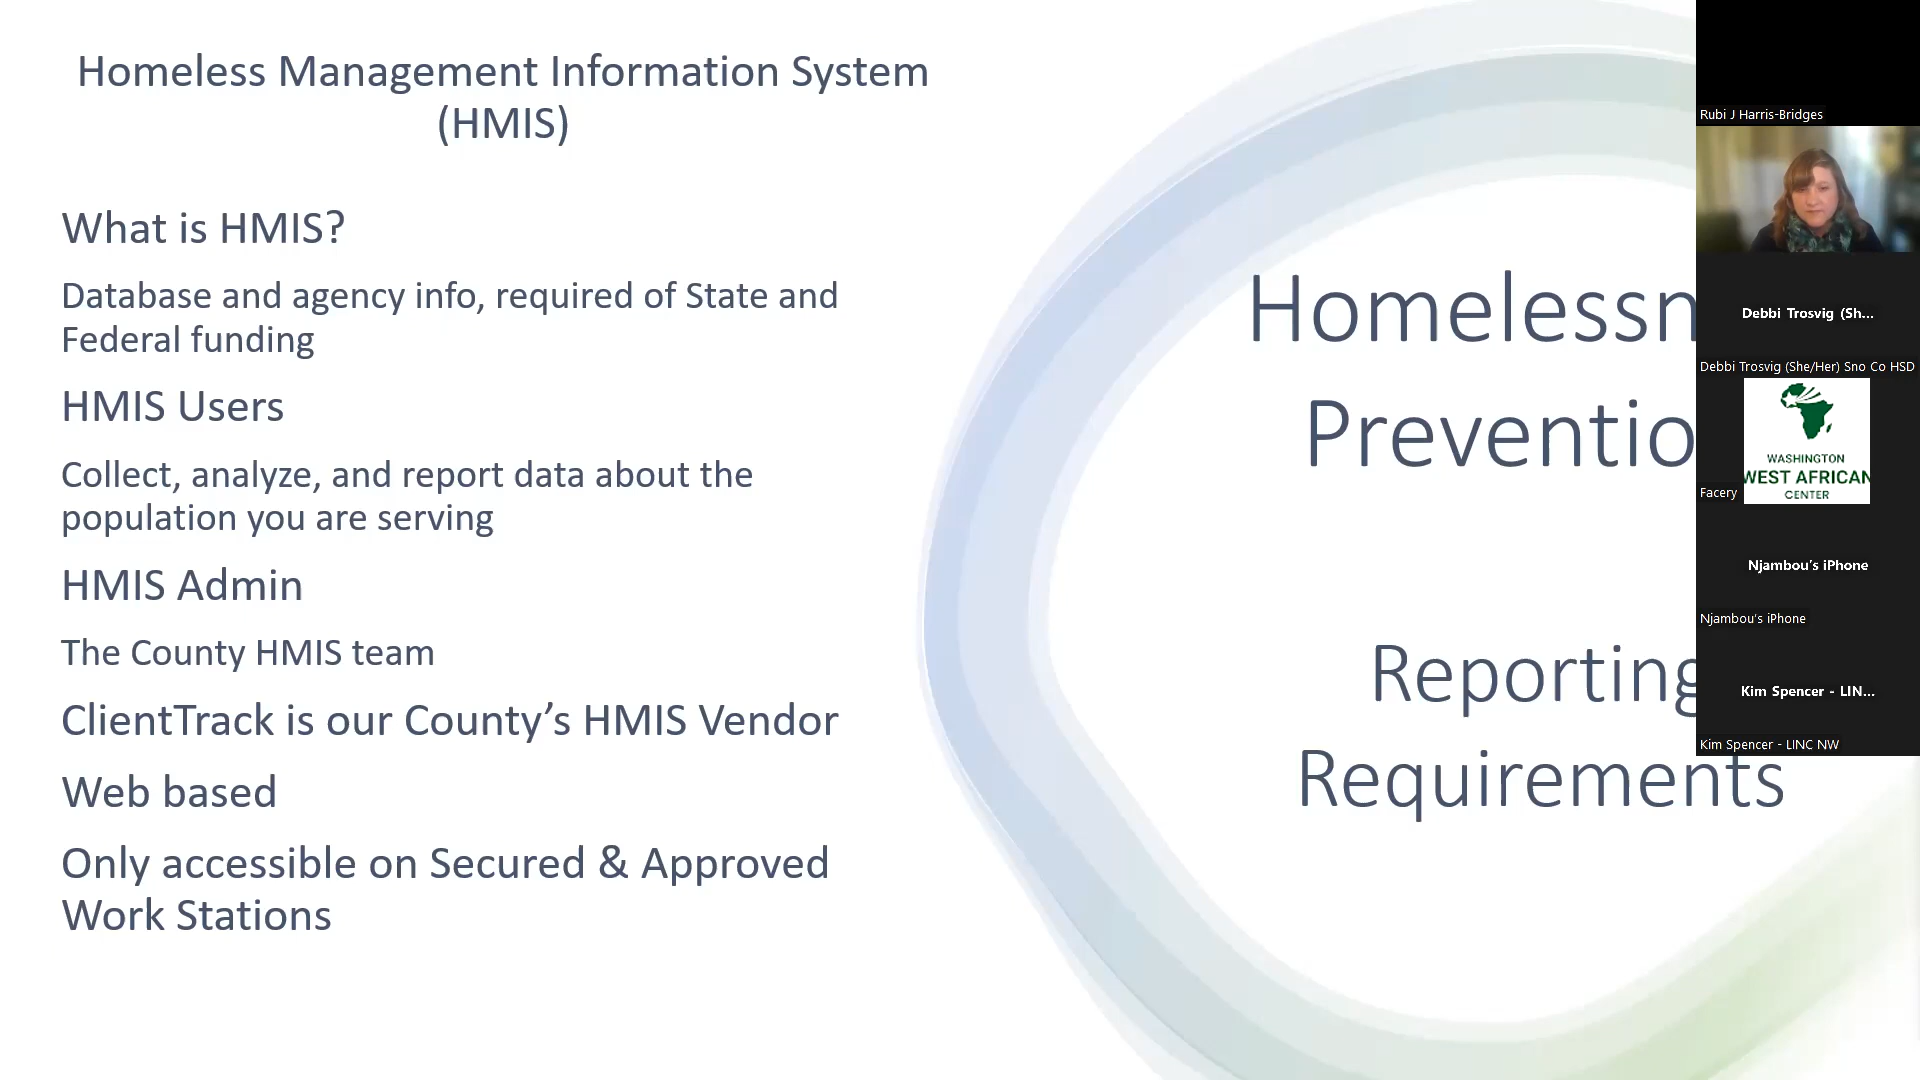 Homeless Management Information System
(HMIS)
What is HMIS?
Database and agency info, required of State and
Federal funding
HMIS Users
Collect, analyze, and report data about the
population you are serving
HMIS Admin
The County HMIS team
ClientTrack is our County’s HMIS Vendor
Web based
Only accessible on Secured & Approved
Work Stations
Homelessn
Preventio
Reporting
Requirements
Rubi J Harris-Bridges
Debbi Trosvig (Sh...
Debbi Trosvig (She/Her) Sno Co HSD
WASHINGTON
WEST AFRICAN
CENTER
Facery
Njambou's iPhone
Njambou's iPhone
Kim Spencer - LIN...
Kim Spencer - LINC NW